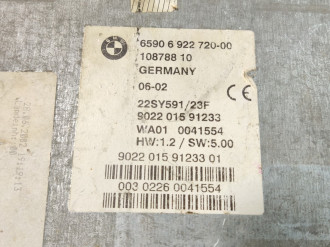 BMW
6590 6 922 720-00
108788 10
GERMANY
06-02
CE
22SY591/23F
9022 015 91233
WA01 0041554
HW:1.2 / SW:5.00
9022 015 91233 01
003 0226 0041554